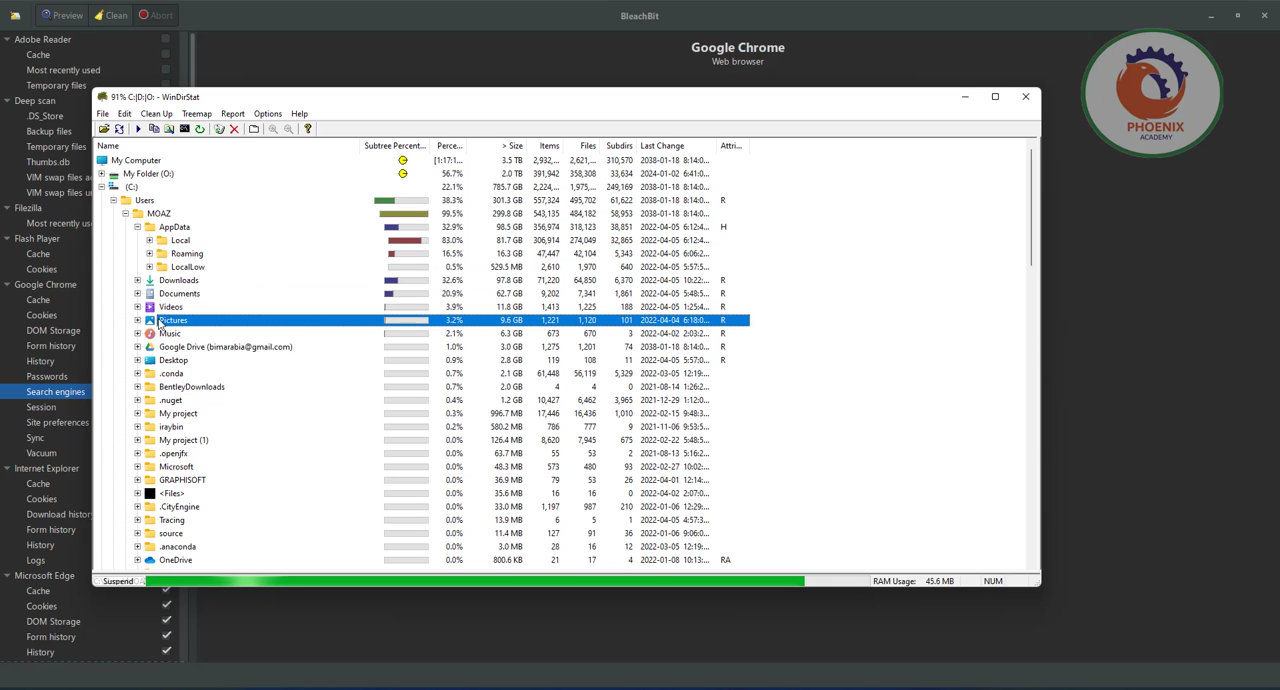 Preview Clean Abort BleachBit
Google Chrome
Web browser
PHOENIX
ACADEMY
Adobe Reader
Cache
Most recently used
Temporary files
Deep scan
.DS_Store
Backup files
Temporary files
Thumbs.db
VIM swap files
VIM swap files
Filezilla
Most recently
Flash Player
Cache
Cookies
Google Chrome
Cache
Cookies
DOM Storage
Form history
History
Passwords
Search engines
Session
Site preferences
Sync
Vacuum
Internet Explorer
Cache
Cookies
Download history
Form history
History
Logs
Microsoft Edge
Cache
Cookies
DOM Storage
Form history
History
91% C:|D:|O: - WinDirStat
File Edit Clean Up Treemap Report Options Help
Name Subtree Percent... Perce... > Size Items Files Subdirs Last Change Attri...
My Computer [1:17:1... 3.5 TB 2,932,... 2,621,... 310,570 2038-01-18 8:14:0...
My Folder (O:) 56.7% 2.0 TB 391,942 358,308 33,634 2024-01-02 6:41:0...
(C:) 22.1% 785.7 GB 2,224,... 1,975,... 249,169 2038-01-18 8:14:0...
Users 38.3% 301.3 GB 557,324 495,702 61,622 2038-01-18 8:14:0... R
MOAZ 99.5% 299.8 GB 543,135 484,182 58,953 2038-01-18 8:14:0...
AppData 32.9% 98.5 GB 356,974 318,123 38,851 2022-04-05 6:12:4... H
Local 83.0% 81.7 GB 306,914 274,049 32,865 2022-04-05 6:12:4...
Roaming 16.5% 16.3 GB 47,447 42,104 5,343 2022-04-05 6:06:2...
LocalLow 0.5% 529.5 MB 2,610 1,970 640 2022-04-05 5:57:5...
Downloads 32.6% 97.8 GB 71,220 64,850 6,370 2022-04-05 10:22:... R
Documents 20.9% 62.7 GB 9,202 7,341 1,861 2022-04-05 5:48:5... R
Videos 3.9% 11.8 GB 1,413 1,225 188 2022-04-05 1:25:4... R
Pictures 3.2% 9.6 GB 1,221 1,120 101 2022-04-04 6:18:0... R
Music 2.1% 6.3 GB 673 670 3 2022-04-02 2:03:2... R
Google Drive (bimarabia@gmail.com) 1.0% 3.0 GB 1,275 1,201 74 2038-01-18 8:14:0... R
Desktop 0.9% 2.8 GB 119 108 11 2022-04-05 5:57:0... R
.conda 0.7% 2.1 GB 61,448 56,119 5,329 2022-03-05 12:19:...
BentleyDownloads 0.7% 2.0 GB 4 4 0 2021-08-14 1:26:2...
.nuget 0.4% 1.2 GB 10,427 6,462 3,965 2021-12-29 1:12:0...
My project 0.3% 996.7 MB 17,446 16,436 1,010 2022-02-15 9:48:3...
iraybin 0.2% 580.2 MB 786 777 9 2021-11-06 9:53:5...
My project (1) 0.0% 126.4 MB 8,620 7,945 675 2022-02-22 5:48:5...
.openjfx 0.0% 63.7 MB 55 53 2 2021-08-13 5:16:2...
Microsoft 0.0% 48.3 MB 573 480 93 2022-02-27 10:02:...
GRAPHISOFT 0.0% 36.9 MB 79 53 26 2022-04-01 12:14:...
<Files> 0.0% 35.6 MB 16 16 0 2022-04-02 2:07:0...
.CityEngine 0.0% 33.0 MB 1,197 987 210 2022-01-06 12:29:...
Tracing 0.0% 13.9 MB 6 5 1 2022-04-05 4:57:3...
source 0.0% 11.4 MB 127 91 36 2022-01-06 9:06:0...
.anaconda 0.0% 3.0 MB 28 16 12 2022-03-05 12:19:...
OneDrive 0.0% 800.6 KB 21 17 4 2022-01-08 10:13:... RA
Suspend RAM Usage: 45.6 MB NUM